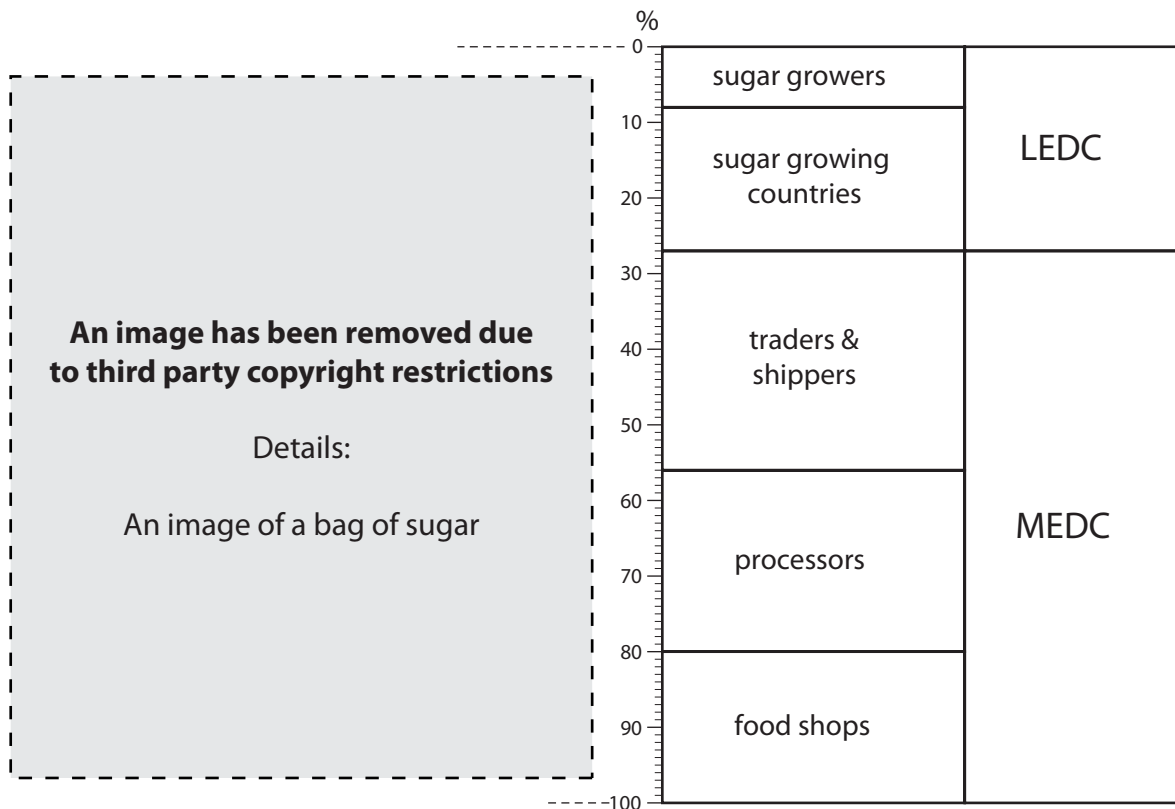 %
0
sugar growers
10
LEDC
sugar growing
countries
20
30
An image has been removed due
to third party copyright restrictions
traders &
shippers
40
Details:
50
An image of a bag of sugar
60
MEDC
processors
70
80
food shops
90
100